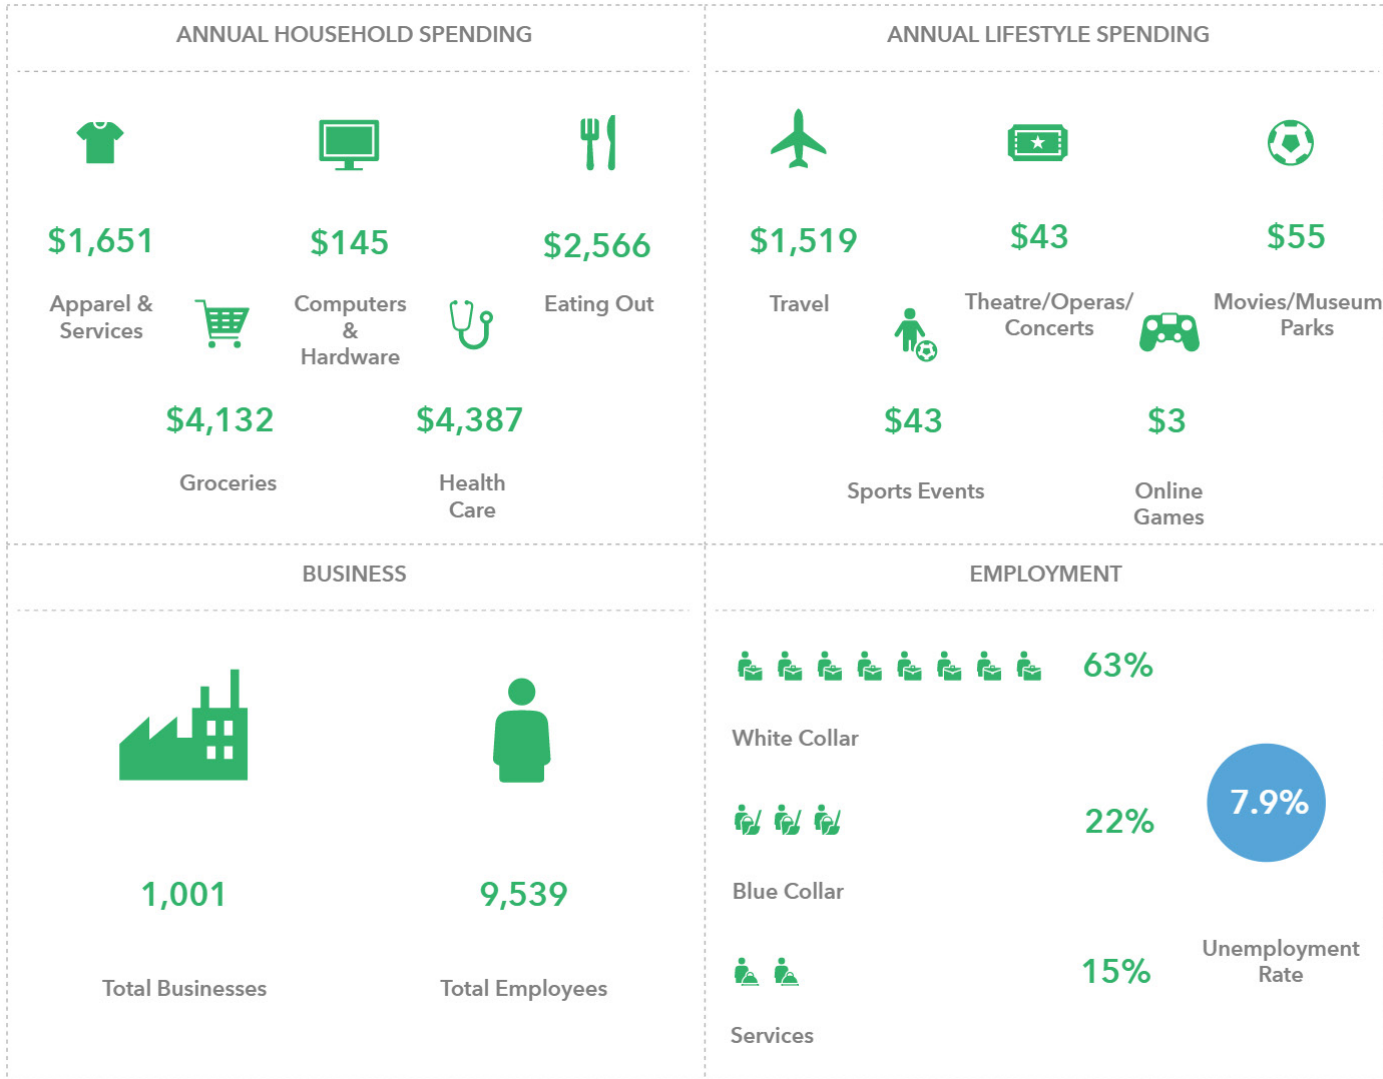 ANNUAL HOUSEHOLD SPENDING
$1,651
Apparel &
Services
$145
Computers
&
Hardware
$2,566
Eating Out
$4,132
Groceries
$4,387
Health
Care
ANNUAL LIFESTYLE SPENDING
$1,519
Travel
$43
Theatre/Operas/
Concerts
$55
Movies/Museum
Parks
$43
Sports Events
$3
Online
Games
BUSINESS
1,001
Total Businesses
9,539
Total Employees
EMPLOYMENT
63%
White Collar
22%
Blue Collar
15%
Services
7.9%
Unemployment
Rate